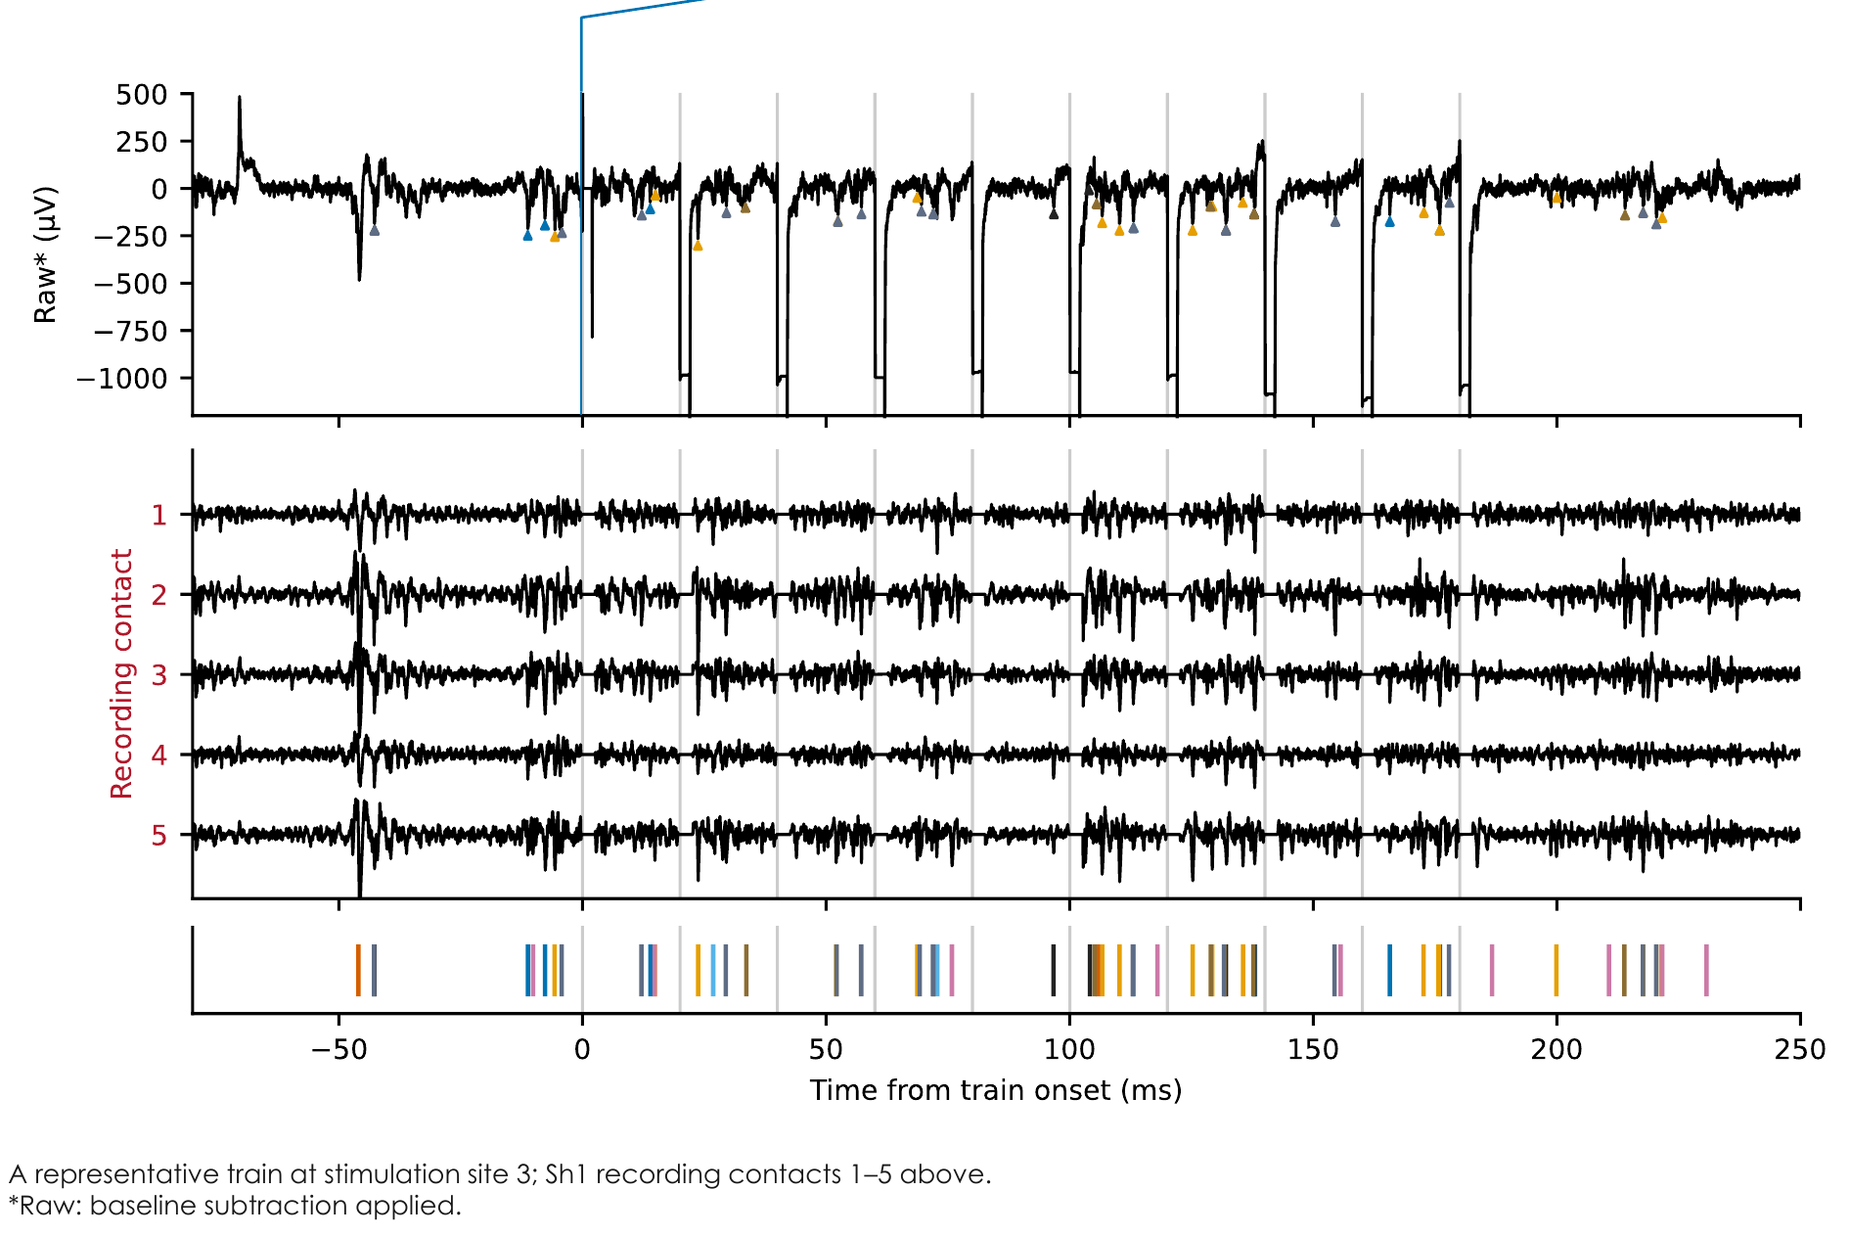 500
250
0
−250
−500
−750
−1000
Raw* (µV)
1
2
3
4
5
Recording contact
−50 0 50 100 150 200 250
Time from train onset (ms)
A representative train at stimulation site 3; Sh1 recording contacts 1–5 above.
*Raw: baseline subtraction applied.